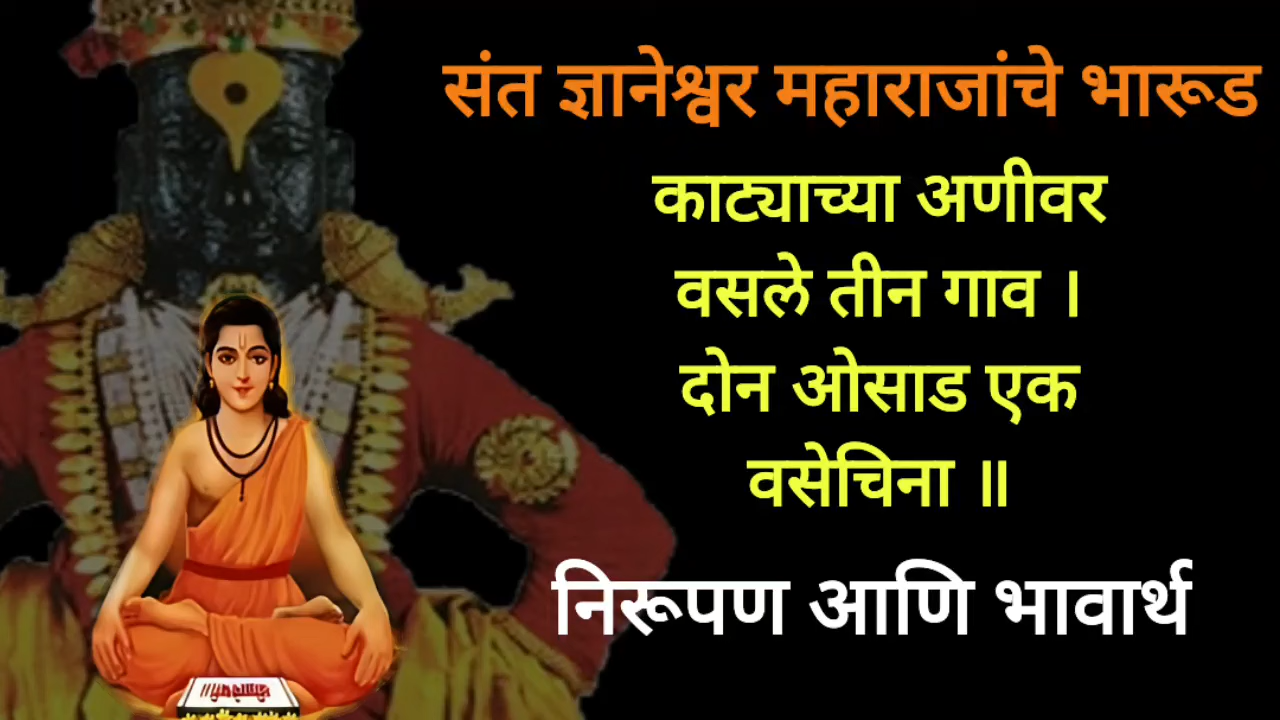 संत ज्ञानेश्वर महाराजांचे भारूड
काट्याच्या अणीवर
वसले तीन गाव ।
दोन ओसाड एक
वसेचिना ॥
निरूपण आणि भावार्थ